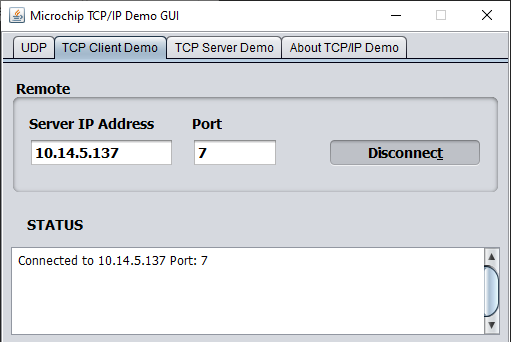 Microchip TCP/IP Demo GUI
UDP TCP Client Demo TCP Server Demo About TCP/IP Demo
Remote
Server IP Address Port
10.14.5.137 7 Disconnect
STATUS
Connected to 10.14.5.137 Port: 7